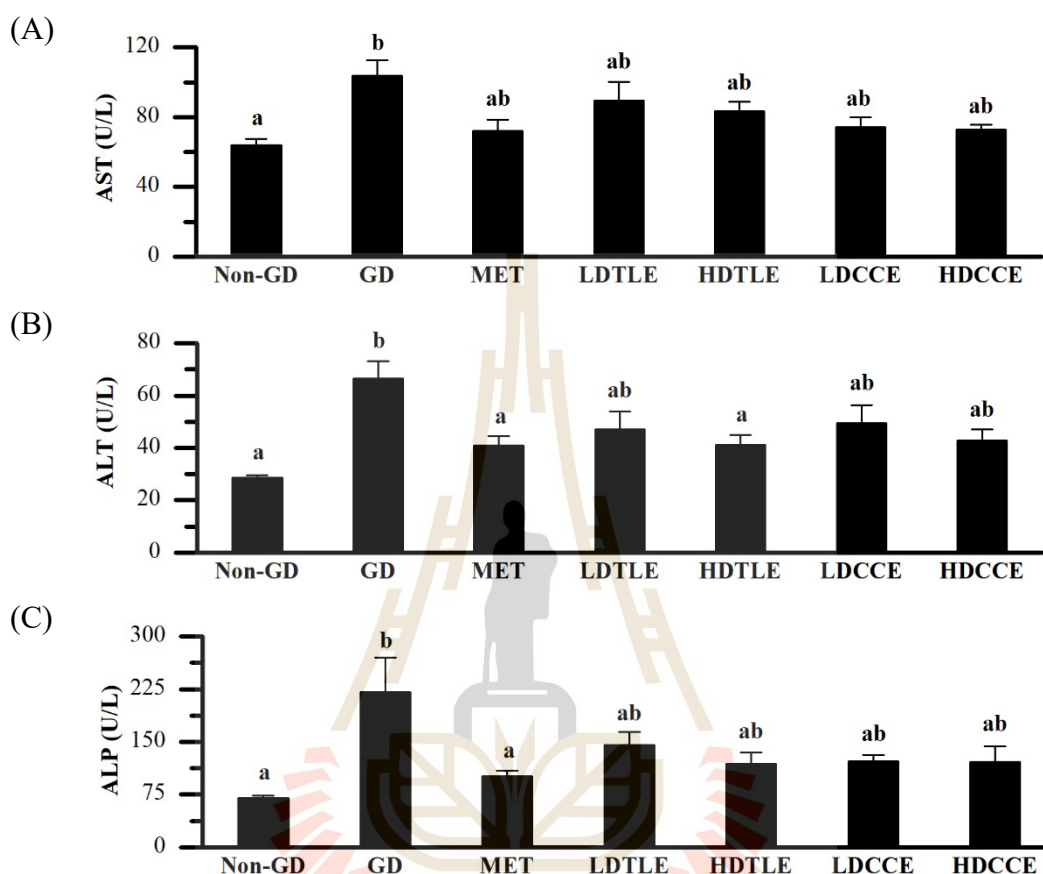 (A)
AST (U/L)
120
80
40
0
a
b
ab
ab
ab
ab
ab
Non-GD GD MET LDTLE HDTLE LDCCE HDCCE
(B)
ALT (U/L)
80
60
40
20
0
a
b
a
ab
a
ab
ab
Non-GD GD MET LDTLE HDTLE LDCCE HDCCE
(C)
ALP (U/L)
300
225
150
75
0
a
b
a
ab
ab
ab
ab
Non-GD GD MET LDTLE HDTLE LDCCE HDCCE